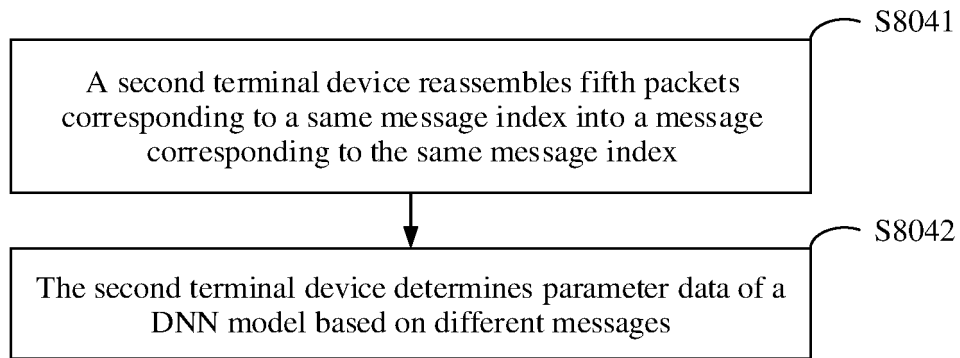 S8041
A second terminal device reassembles fifth packets
corresponding to a same message index into a message
corresponding to the same message index
S8042
The second terminal device determines parameter data of a
DNN model based on different messages